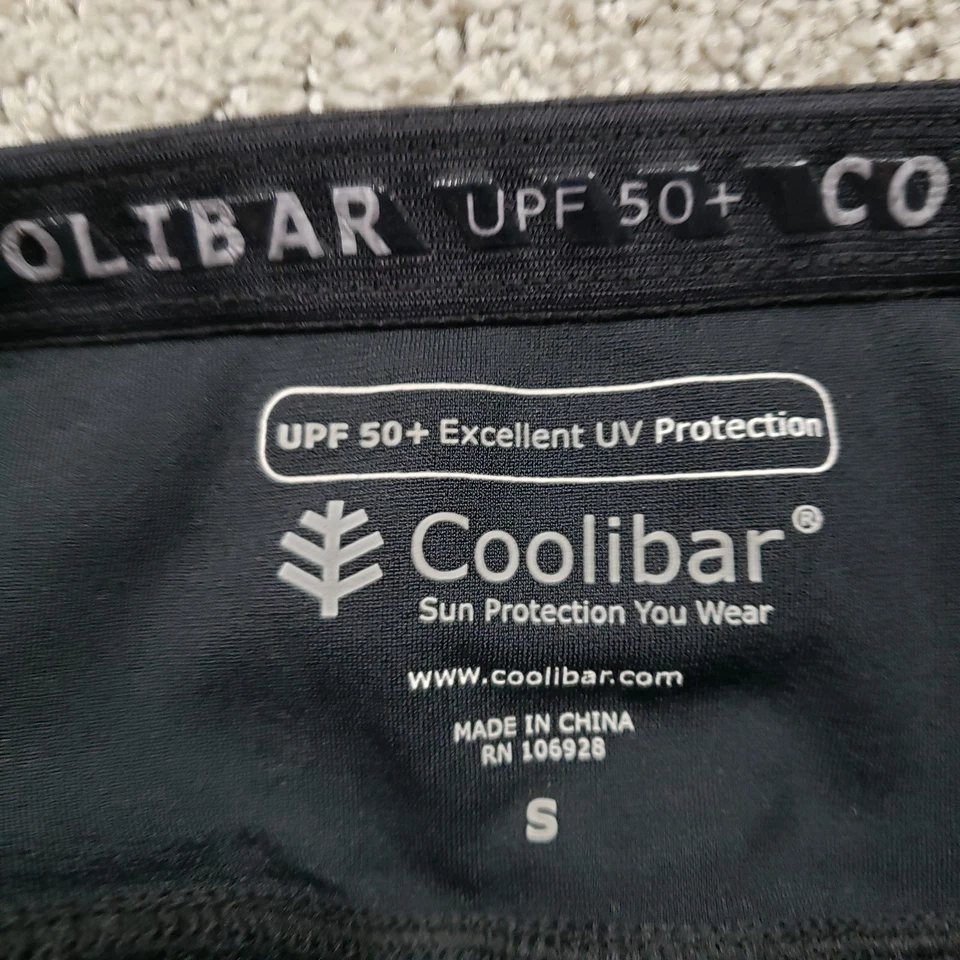 OLIBAR UPF 50+ CO
UPF 50+ Excellent UV Protection
Coolibar®
Sun Protection You Wear
www.coolibar.com
MADE IN CHINA
RN 106928
S